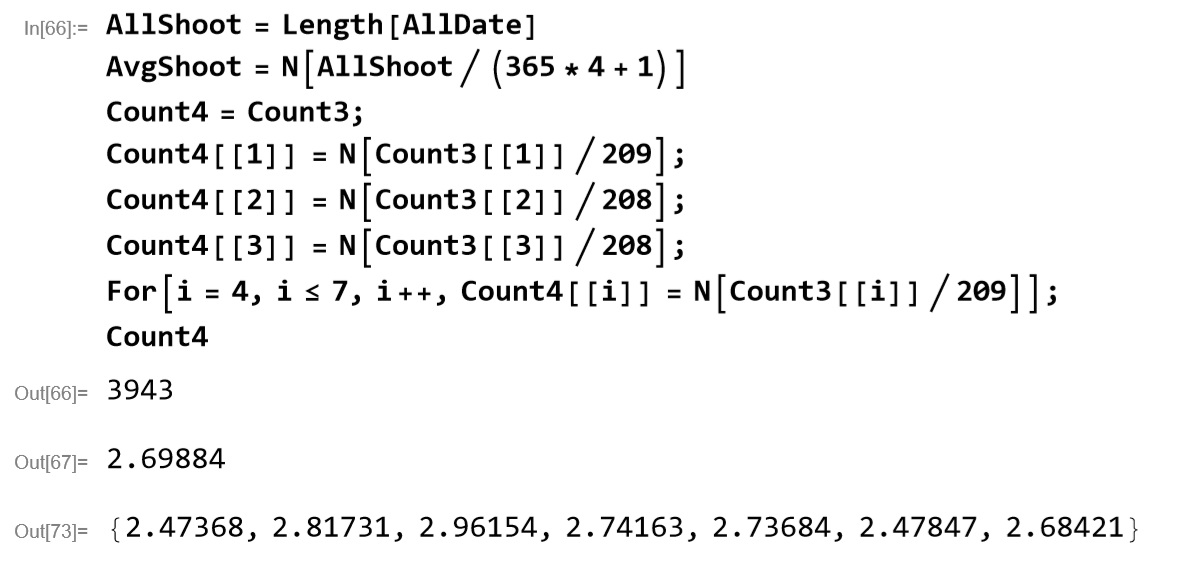 In[66]:= AllShoot = Length[AllDate]
AvgShoot = N[AllShoot / (365 * 4 + 1)]
Count4 = Count3;
Count4[[1]] = N[Count3[[1]] / 209];
Count4[[2]] = N[Count3[[2]] / 208];
Count4[[3]] = N[Count3[[3]] / 208];
For[i = 4, i ≤ 7, i++, Count4[[i]] = N[Count3[[i]] / 209]];
Count4
Out[66]= 3943
Out[67]= 2.69884
Out[73]= {2.47368, 2.81731, 2.96154, 2.74163, 2.73684, 2.47847, 2.68421}